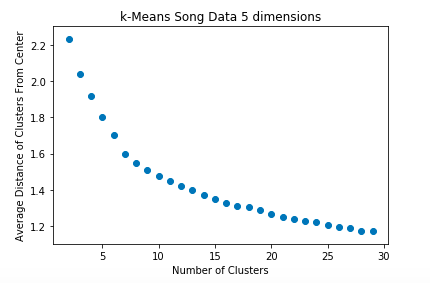 k-Means Song Data 5 dimensions
Average Distance of Clusters From Center
2.2
2.0
1.8
1.6
1.4
1.2
5 10 15 20 25 30
Number of Clusters